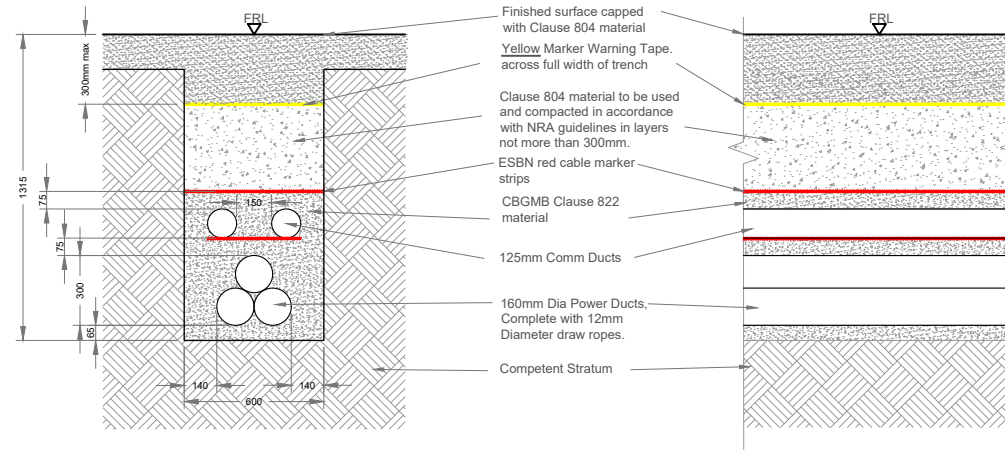 FRL
Finished surface capped
with Clause 804 material
FRL
Yellow Marker Warning Tape.
across full width of trench
300mm max
Clause 804 material to be used
and compacted in accordance
with NRA guidelines in layers
not more than 300mm.
1315
ESBN red cable marker
strips
75
150
CBGMB Clause 822
material
75
125mm Comm Ducts
300
160mm Dia Power Ducts,
Complete with 12mm
Diameter draw ropes.
65
Competent Stratum
140
140
600